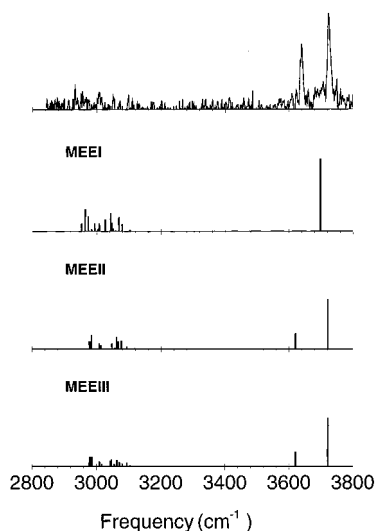 MEEI
MEEII
MEEIII
2800 3000 3200 3400 3600 3800
Frequency (cm-1 )